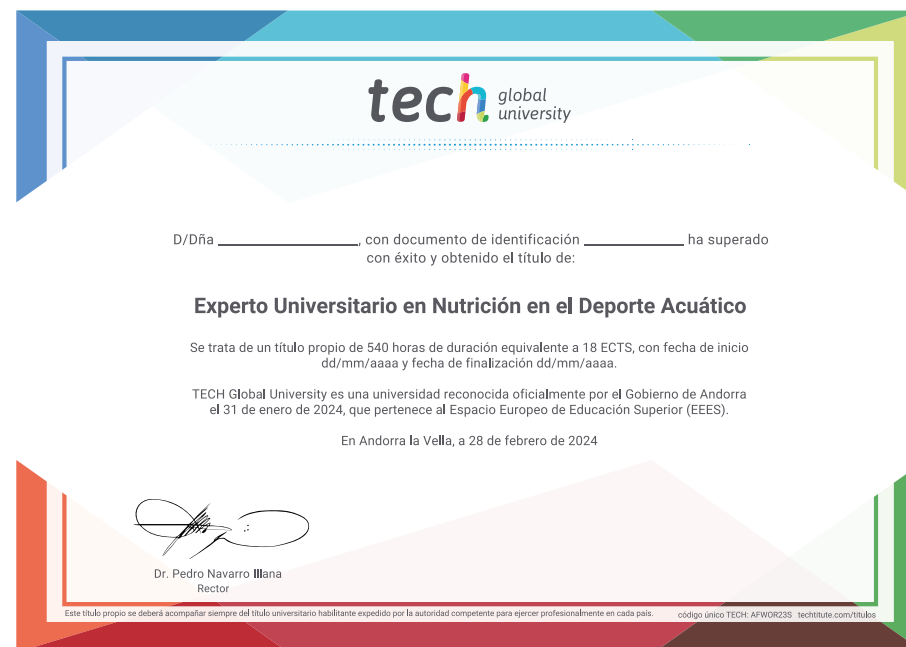 tech global university
D/Dña ____________________, con documento de identificación ______________ ha superado
con éxito y obtenido el título de:
Experto Universitario en Nutrición en el Deporte Acuático
Se trata de un título propio de 540 horas de duración equivalente a 18 ECTS, con fecha de inicio
dd/mm/aaaa y fecha de finalización dd/mm/aaaa.
TECH Global University es una universidad reconocida oficialmente por el Gobierno de Andorra
el 31 de enero de 2024, que pertenece al Espacio Europeo de Educación Superior (EEES).
En Andorra la Vella, a 28 de febrero de 2024
Dr. Pedro Navarro Illana
Rector
Este título propio se deberá acompañar siempre del título universitario habilitante expedido por la autoridad competente para ejercer profesionalmente en cada país.
código único TECH: AFWOR23S techtitute.com/titulos